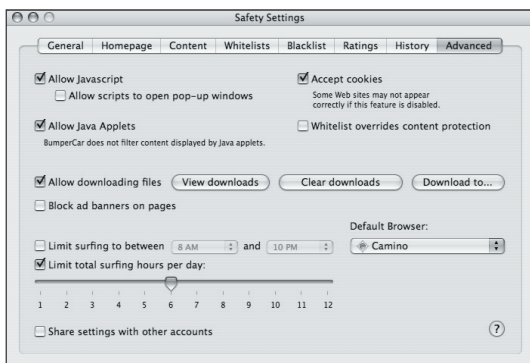 Safety Settings
General Homepage Content Whitelists Blacklist Ratings History Advanced
Allow Javascript
Allow scripts to open pop-up windows
Accept cookies
Some Web sites may not appear
correctly if this feature is disabled.
Allow Java Applets
BumperCar does not filter content displayed by Java applets.
Whitelist overrides content protection
Allow downloading files View downloads Clear downloads Download to...
Block ad banners on pages
Default Browser:
Limit surfing to between 8 AM and 10 PM Camino
Limit total surfing hours per day:
1 2 3 4 5 6 7 8 9 10 11 12
Share settings with other accounts ?